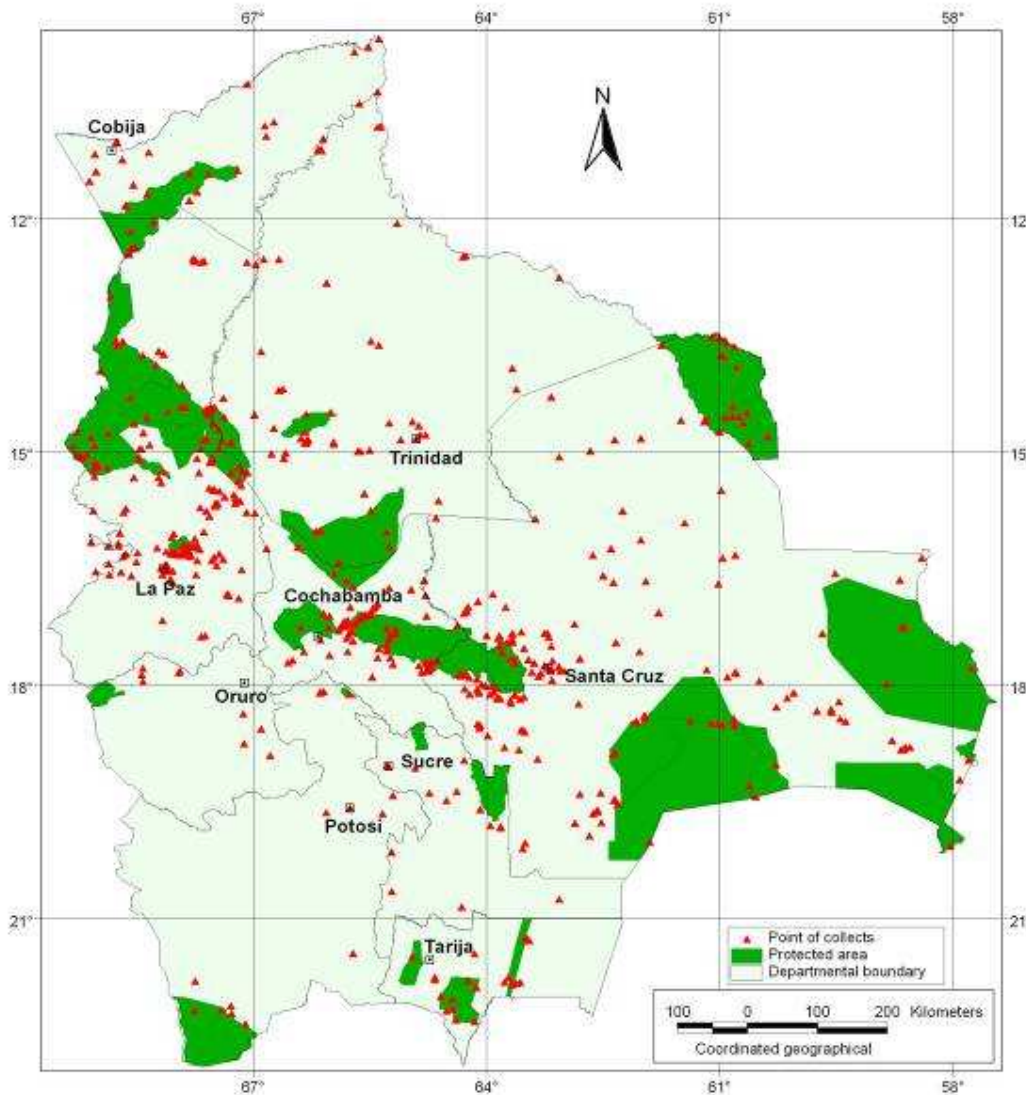 67° 64° 61° 58°
N
Cobija
12° 12
Trinidad
15° 15
La Paz
Cochabamba
Santa Cruz
18° 18
Oruro
Sucre
Potosi
21° 21
Tarija
Point of collects
Protected area
Departmental boundary
100 0 100 200 Kilometers
Coordinated geographical
67° 64° 61° 58°